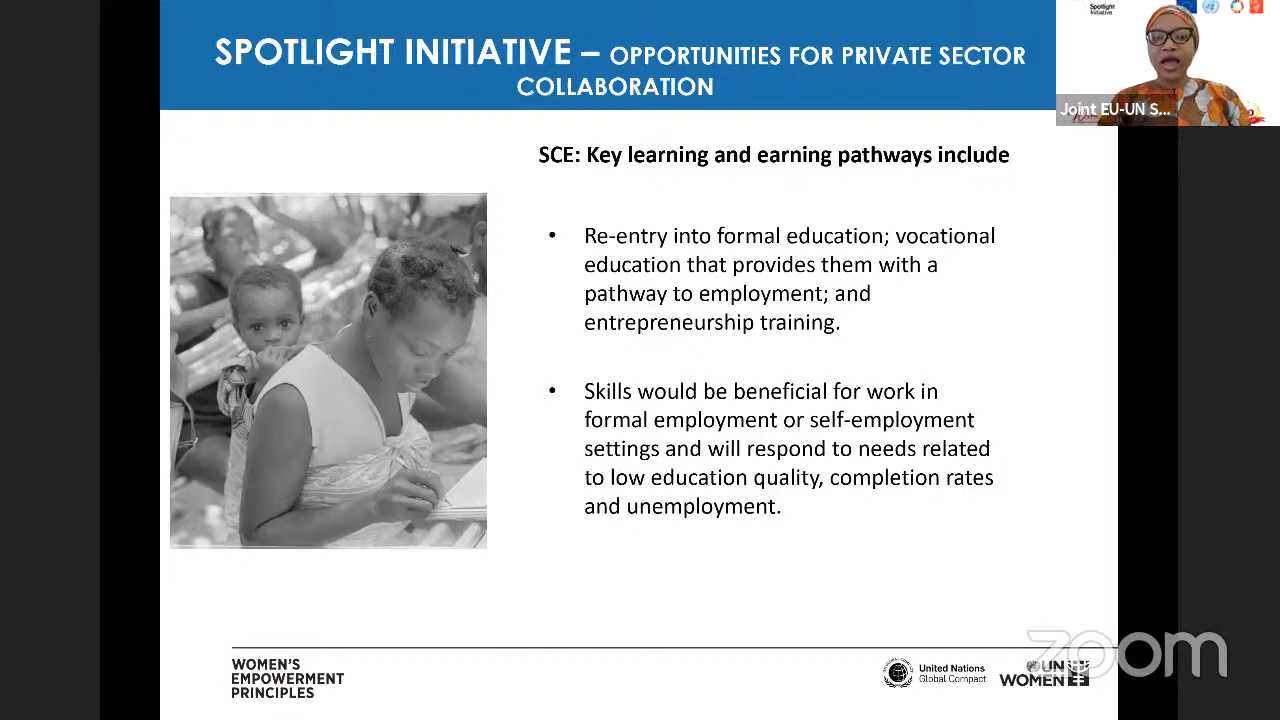 SPOTLIGHT INITIATIVE – OPPORTUNITIES FOR PRIVATE SECTOR
COLLABORATION
Spotlight
Initiative
Joint EU-UN S...
SCE: Key learning and earning pathways include
• Re-entry into formal education; vocational
education that provides them with a
pathway to employment; and
entrepreneurship training.
• Skills would be beneficial for work in
formal employment or self-employment
settings and will respond to needs related
to low education quality, completion rates
and unemployment.
WOMEN'S
EMPOWERMENT
PRINCIPLES
United Nations
Global Compact
UN
WOMEN
zoom